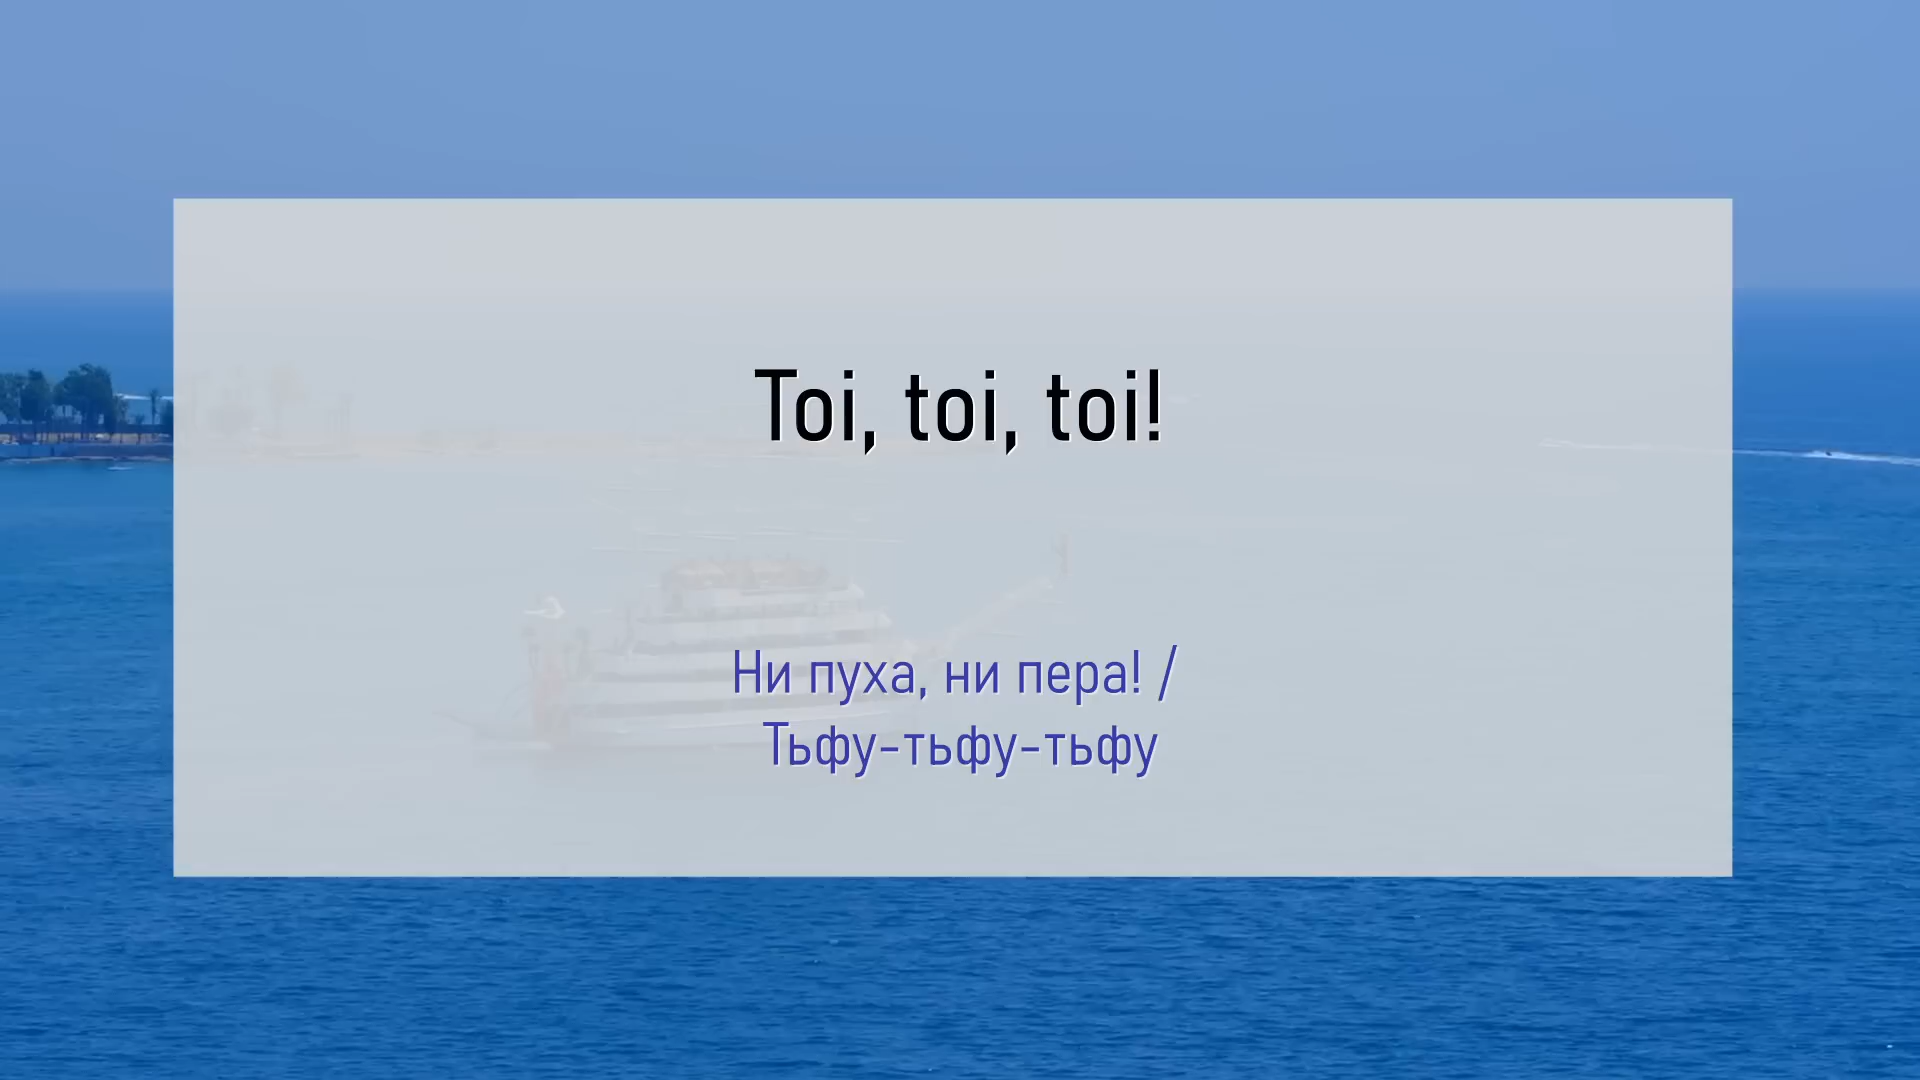 Toi, toi, toi!
Ни пуха, ни пера! /
Тьфу-тьфу-тьфу